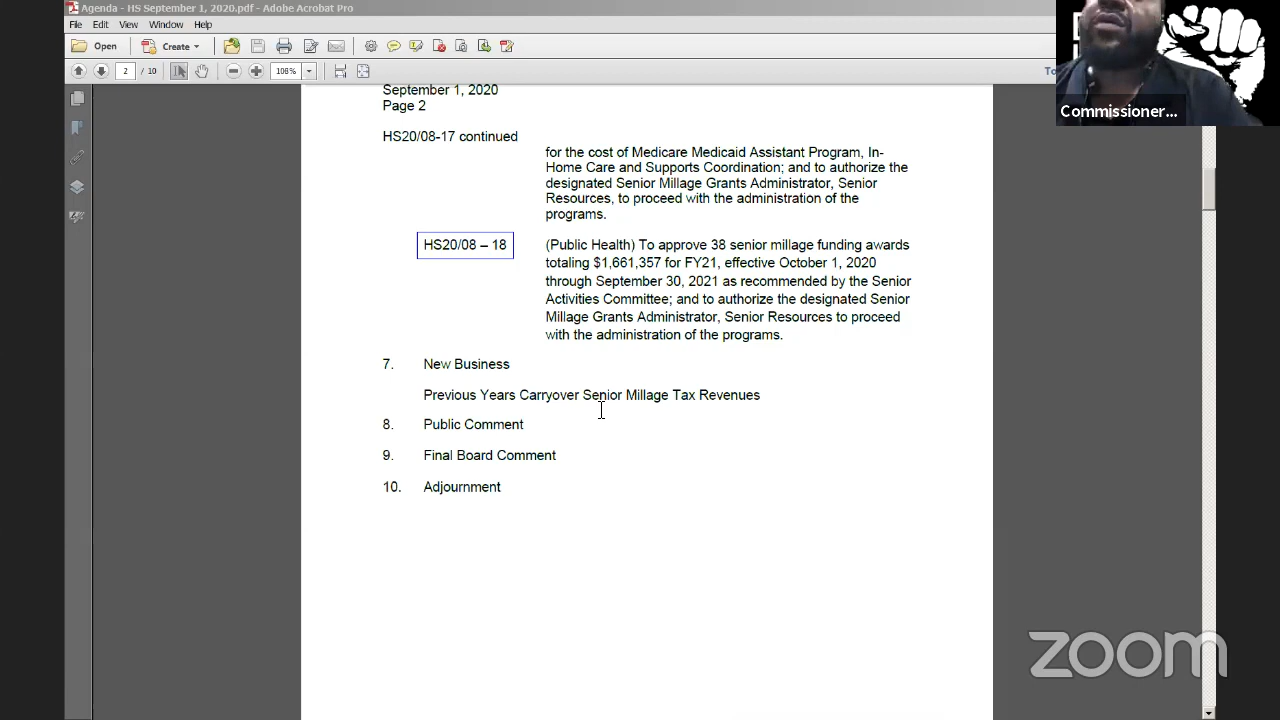 Agenda - HS September 1, 2020.pdf - Adobe Acrobat Pro
File Edit View Window Help
Open Create
2 / 10 106% To
Commissioner...
September 1, 2020
Page 2
HS20/08-17 continued
for the cost of Medicare Medicaid Assistant Program, In-
Home Care and Supports Coordination; and to authorize the
designated Senior Millage Grants Administrator, Senior
Resources, to proceed with the administration of the
programs.
HS20/08 – 18 (Public Health) To approve 38 senior millage funding awards
totaling $1,661,357 for FY21, effective October 1, 2020
through September 30, 2021 as recommended by the Senior
Activities Committee; and to authorize the designated Senior
Millage Grants Administrator, Senior Resources to proceed
with the administration of the programs.
7. New Business
Previous Years Carryover Senior Millage Tax Revenues
8. Public Comment
9. Final Board Comment
10. Adjournment
zoom